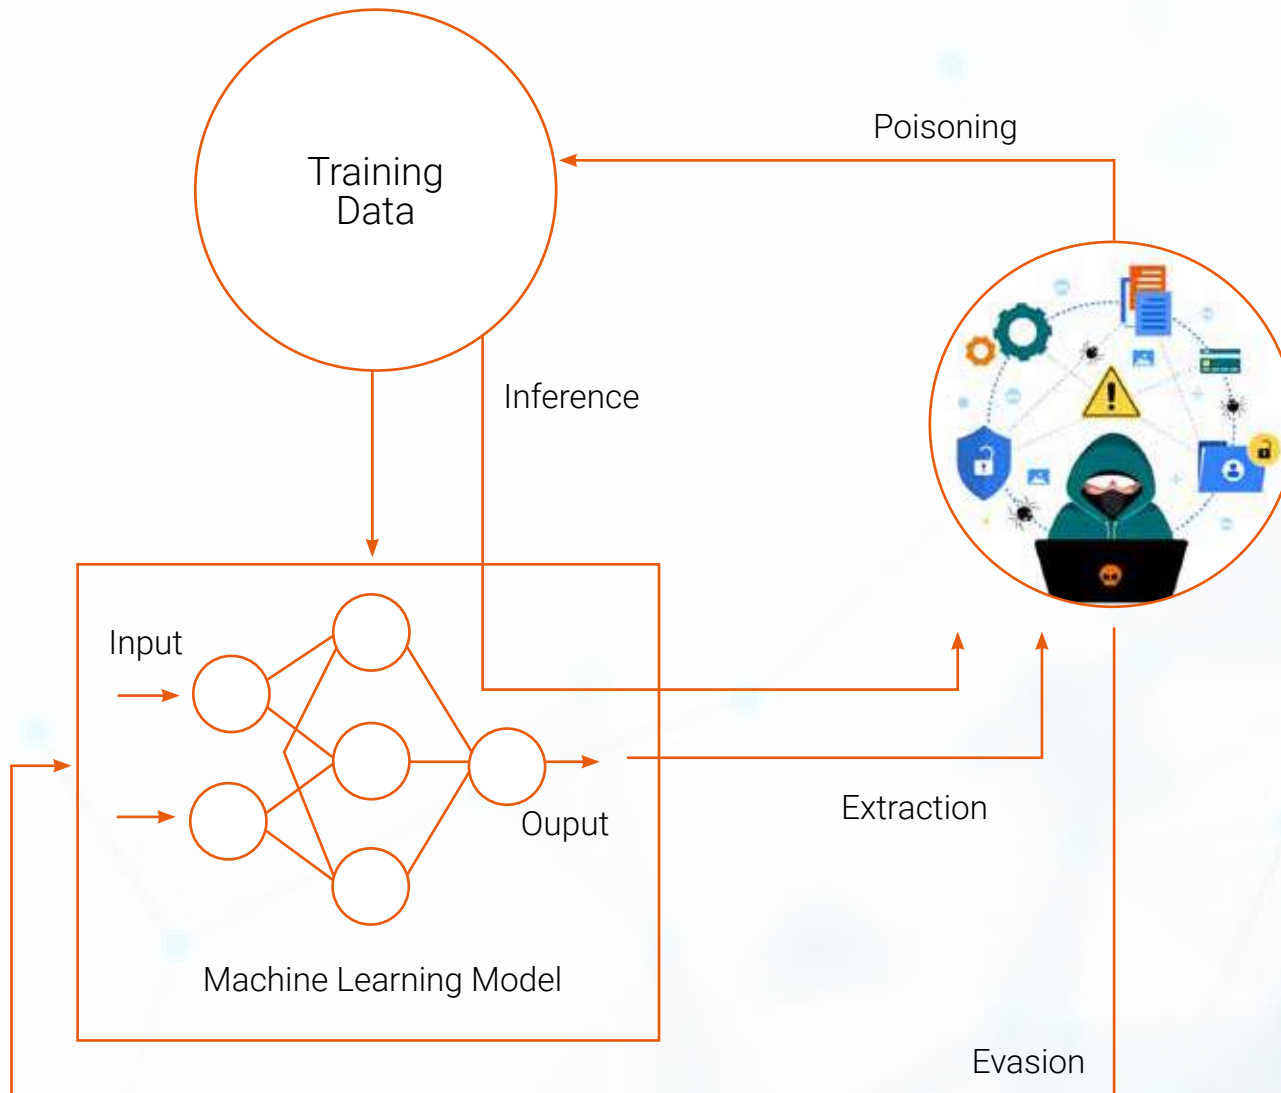 Poisoning
Training
Data
Inference
Input
Ouput
Extraction
Machine Learning Model
Evasion